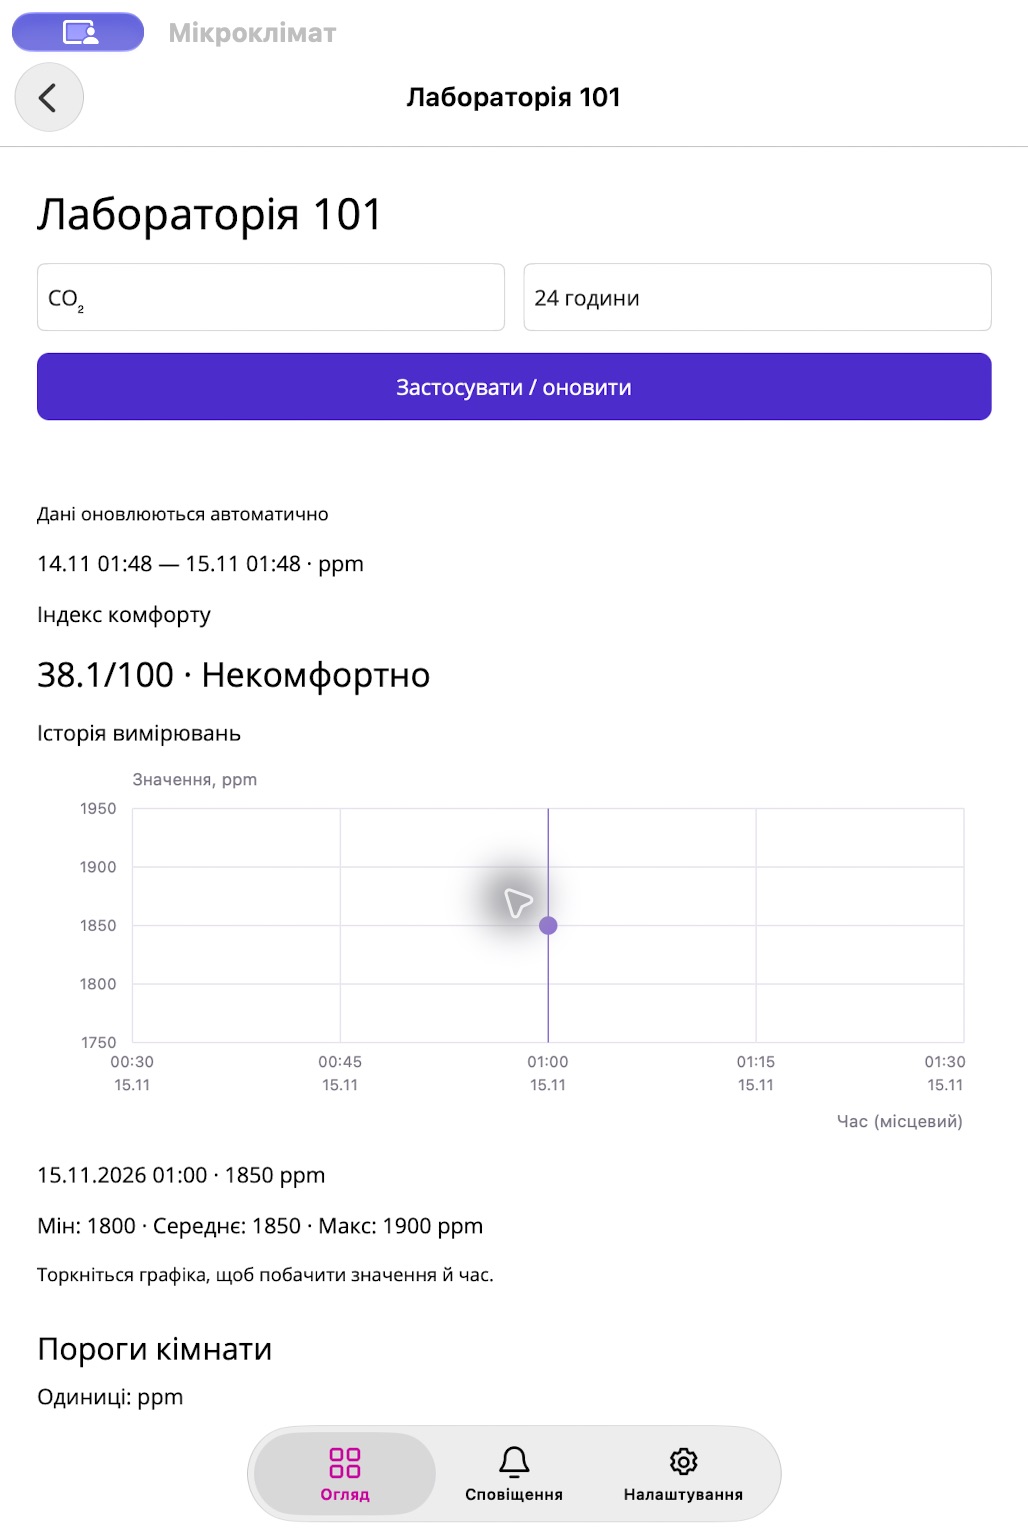 Мікроклімат
Лабораторія 101
Лабораторія 101
CO₂
24 години
Застосувати / оновити
Дані оновлюються автоматично
14.11 01:48 — 15.11 01:48 · ppm
Індекс комфорту
38.1/100 · Некомфортно
Історія вимірювань
Значення, ppm
1950
1900
1850
1800
1750
00:30 00:45 01:00 01:15 01:30
15.11 15.11 15.11 15.11 15.11
Час (місцевий)
15.11.2026 01:00 · 1850 ppm
Мін: 1800 · Середнє: 1850 · Макс: 1900 ppm
Торкніться графіка, щоб побачити значення й час.
Пороги кімнати
Одиниці: ppm
Огляд Сповіщення Налаштування